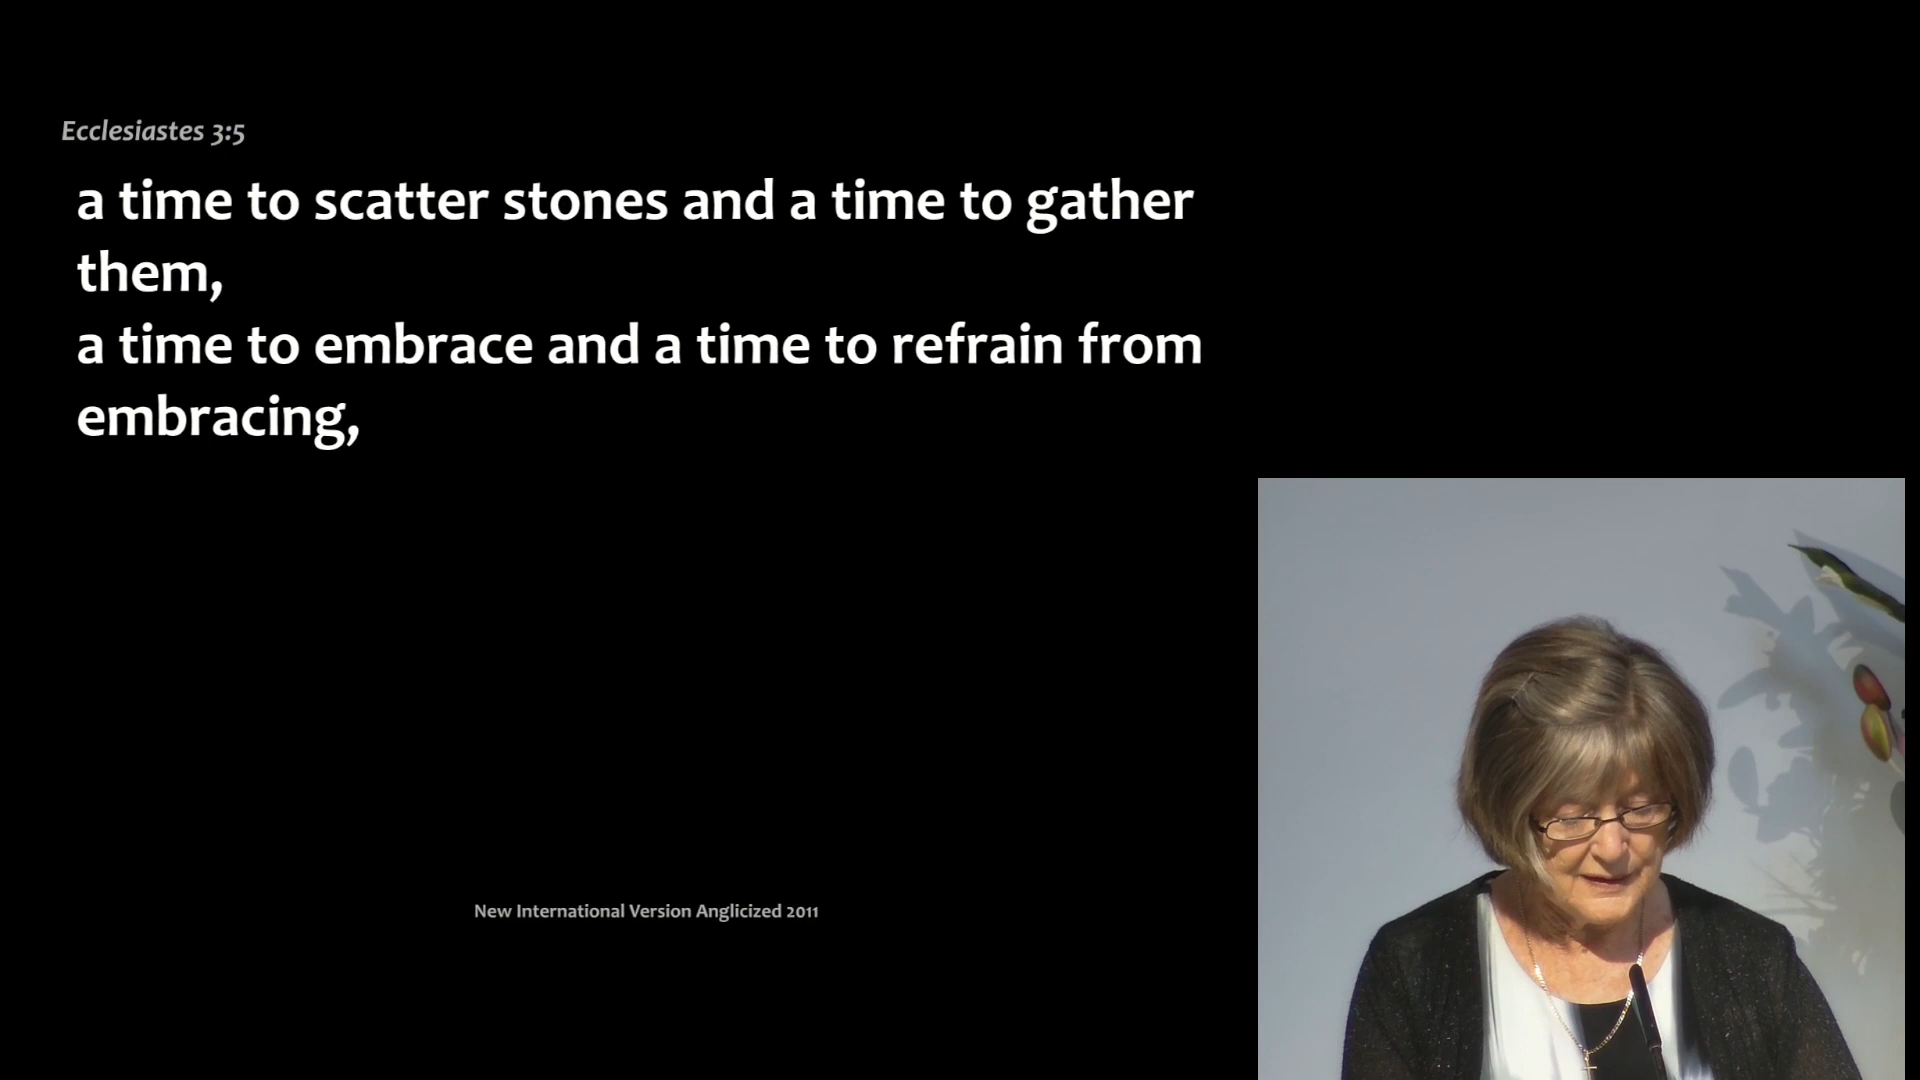 Ecclesiastes 3:5
a time to scatter stones and a time to gather
them,
a time to embrace and a time to refrain from
embracing,
New International Version Anglicized 2011